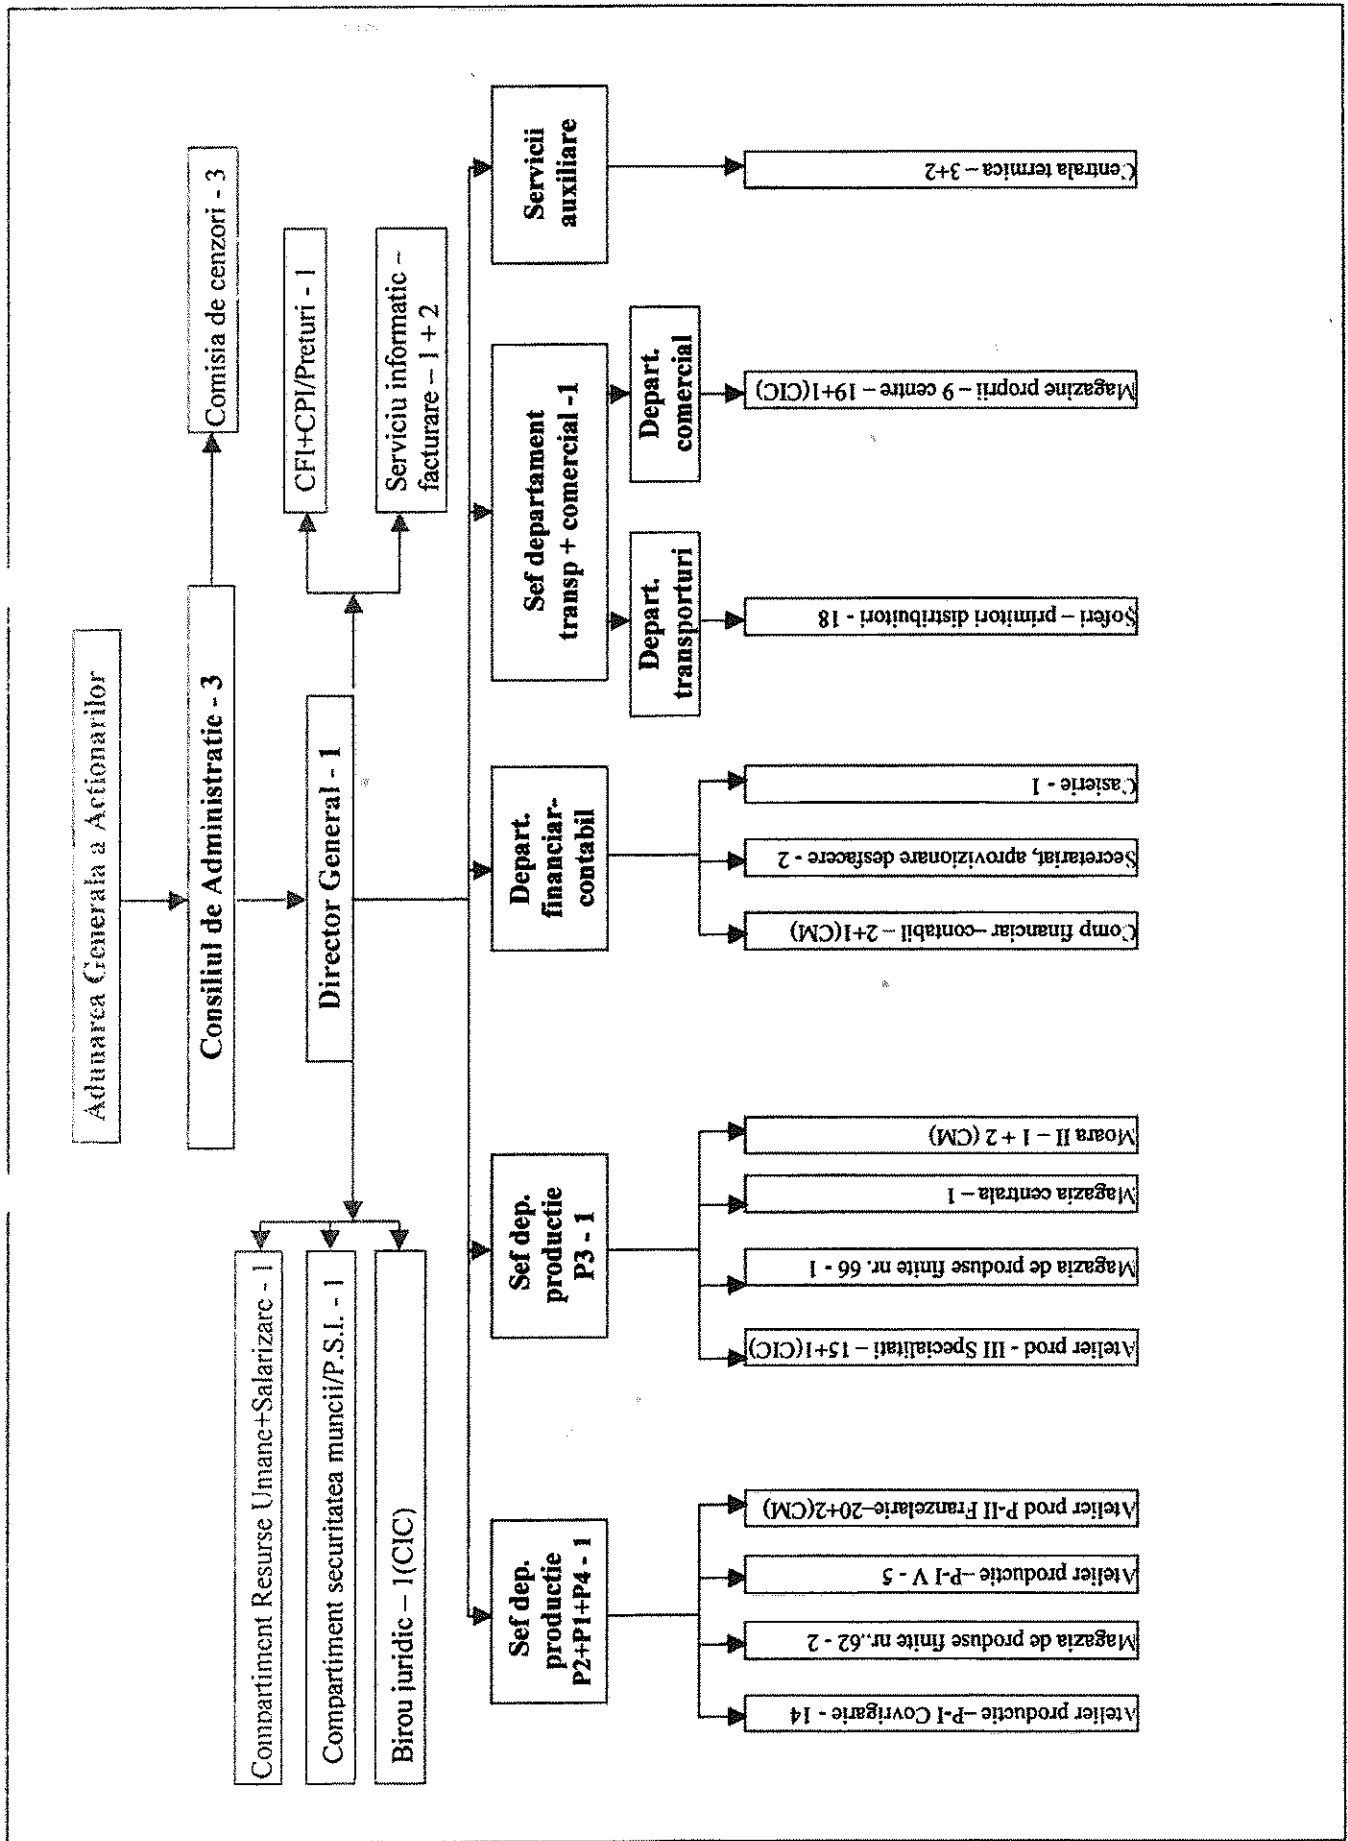 Adunarea Generala a Actionarilor
Consiliul de Administratie - 3
Comisia de cenzori - 3
Director General - 1
Compartiment Resurse Umane+Salarizare - 1
Compartiment securitatea muncii/P.S.I. - 1
Birou juridic – 1(CIC)
CFI+CPI/Preturi - 1
Serviciu informatic –
facturare – 1 + 2
Sef dep.
productie
P2+P1+P4 - 1
Sef dep.
productie
P3 - 1
Depart.
financiar-
contabil
Sef departament
transp + comercial -1
Servicii
auxiliare
Depart.
transporturi
Depart.
comercial
Atelier productie –P-I Covrigarie - 14
Magazia de produse finite nr..62 - 2
Atelier productie –P-I V - 5
Atelier prod P-II Franzelarie–20+2(CM)
Atelier prod - III Specialitati – 15+1(CIC)
Magazia de produse finite nr. 66 - 1
Magazia centrala – 1
Moara II – 1 + 2 (CM)
Comp financiar –contabil – 2+1(CM)
Secretariat, aprovizionare desfacere - 2
Casierie - 1
Şoferi – primitori distribuitori - 18
Magazine proprii – 9 centre – 19+1(CIC)
Centrala termica – 3+2